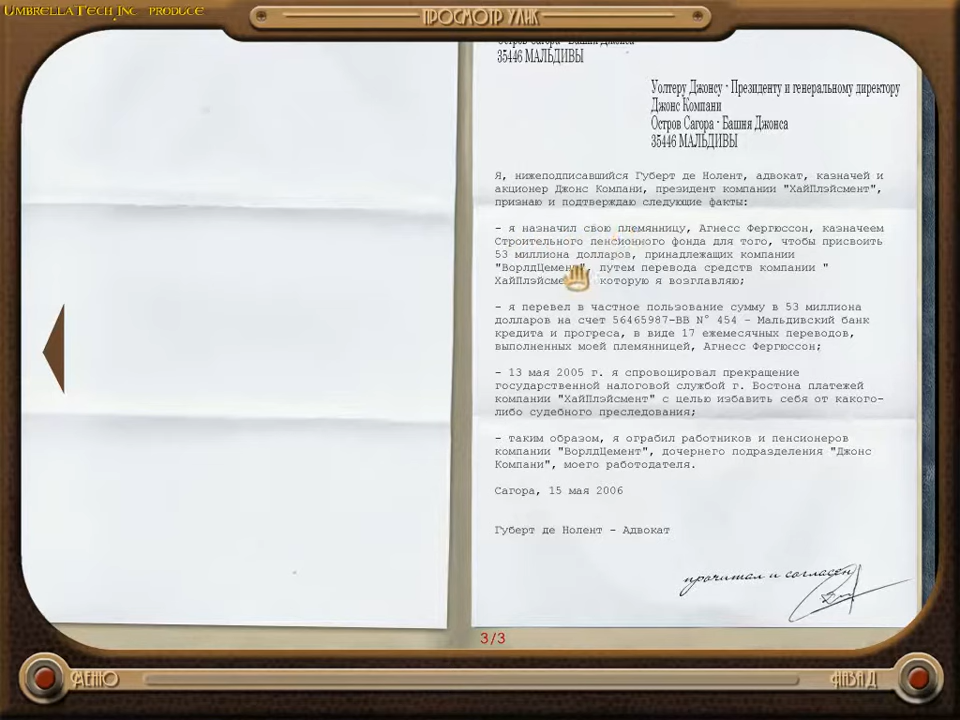 UmbrellaTech.Inc produce
ПРОСМОТР УЛИК
Остров Сагора - Башня Джонса
35446 МАЛЬДИВЫ
Уолтеру Джонсу - Президенту и генеральному директору
Джонс Компани
Остров Сагора - Башня Джонса
35446 МАЛЬДИВЫ
Я, нижеподписавшийся Губерт де Нолент, адвокат, казначей и
акционер Джонс Компани, президент компании "ХайПлэйсмент",
признаю и подтверждаю следующие факты:
- я назначил свою племянницу, Агнесс Фергюссон, казначеем
Строительного пенсионного фонда для того, чтобы присвоить
53 миллиона долларов, принадлежащих компании
"ВорлдЦемент", путем перевода средств компании "
ХайПлэйсме которую я возглавляю;
- я перевел в частное пользование сумму в 53 миллиона
долларов на счет 56465987-BB N° 454 - Мальдивский банк
кредита и прогреса, в виде 17 ежемесячных переводов,
выполненных моей племянницей, Агнесс Фергюссон;
- 13 мая 2005 г. я спровоцировал прекращение
государственной налоговой службой г. Бостона платежей
компании "ХайПлэйсмент" с целью избавить себя от какого-
либо судебного преследования;
- таким образом, я ограбил работников и пенсионеров
компании "ВорлдЦемент", дочернего подразделения "Джонс
Компани", моего работодателя.
Сагора, 15 мая 2006
Губерт де Нолент - Адвокат
прочитал и согласен
3/3
МЕНЮ
НАЗАД